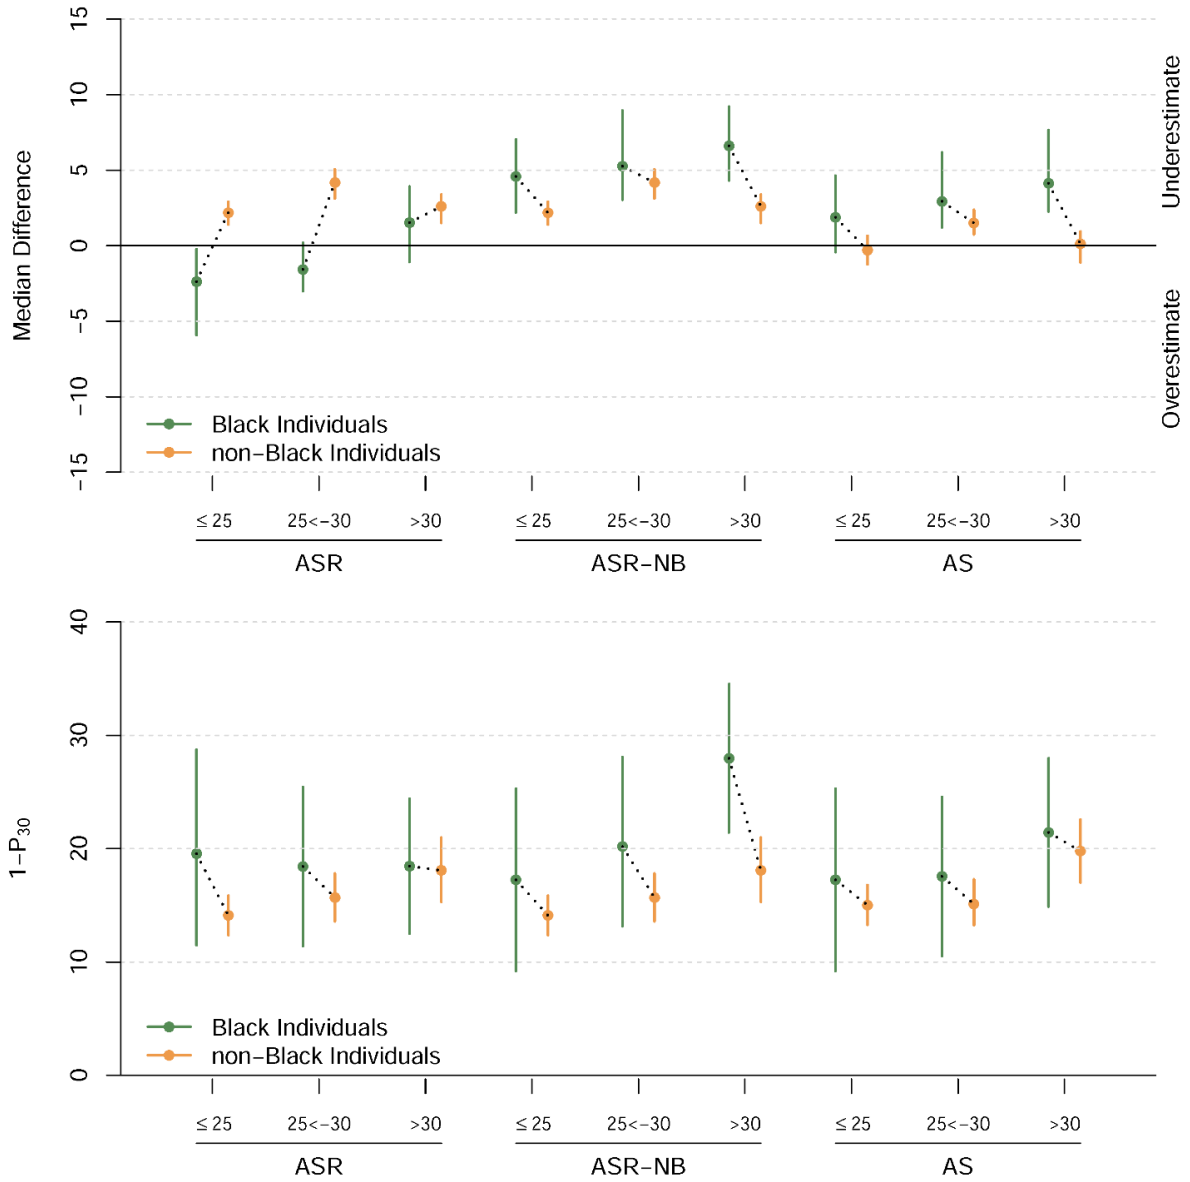 15
10
5
0
−5
−10
−15
Median Difference
Underestimate
Overestimate
Black Individuals
non−Black Individuals
≤ 25 25<−30 >30 ≤ 25 25<−30 >30 ≤ 25 25<−30 >30
ASR ASR−NB AS
40
30
20
10
0
1−P30
Black Individuals
non−Black Individuals
≤ 25 25<−30 >30 ≤ 25 25<−30 >30 ≤ 25 25<−30 >30
ASR ASR−NB AS